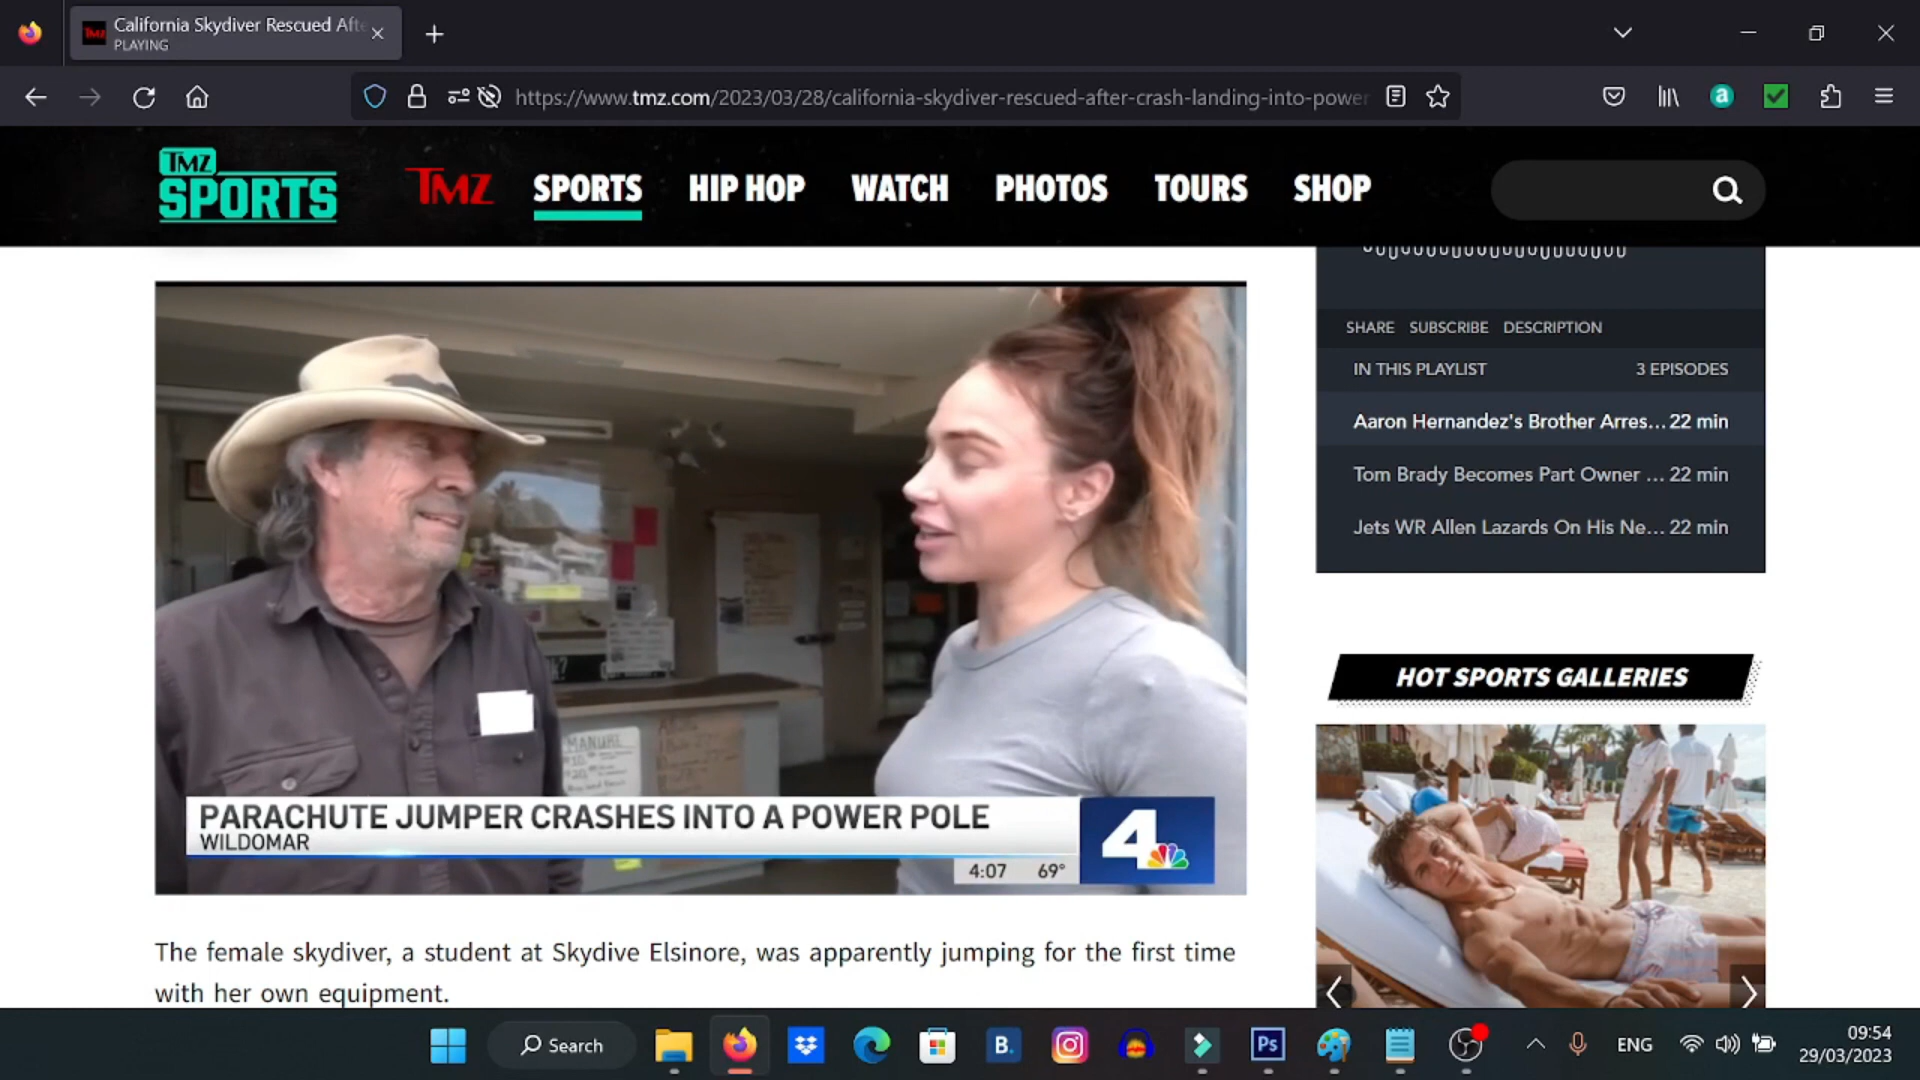 California Skydiver Rescued Afte
PLAYING
https://www.tmz.com/2023/03/28/california-skydiver-rescued-after-crash-landing-into-power
TMZ
SPORTS
TMZ
SPORTS
HIP HOP
WATCH
PHOTOS
TOURS
SHOP
SHARE SUBSCRIBE DESCRIPTION
IN THIS PLAYLIST 3 EPISODES
Aaron Hernandez's Brother Arres... 22 min
Tom Brady Becomes Part Owner ... 22 min
Jets WR Allen Lazards On His Ne... 22 min
MANURE
PARACHUTE JUMPER CRASHES INTO A POWER POLE
WILDOMAR
4
4:07 69°
HOT SPORTS GALLERIES
The female skydiver, a student at Skydive Elsinore, was apparently jumping for the first time
with her own equipment.
Search
B.
Ps
ENG
09:54
29/03/2023